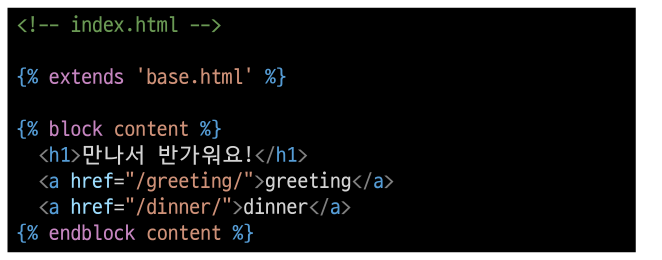 <!-- index.html -->
{% extends 'base.html' %}
{% block content %}
<h1>만나서 반가워요!</h1>
<a href="/greeting/">greeting</a>
<a href="/dinner/">dinner</a>
{% endblock content %}